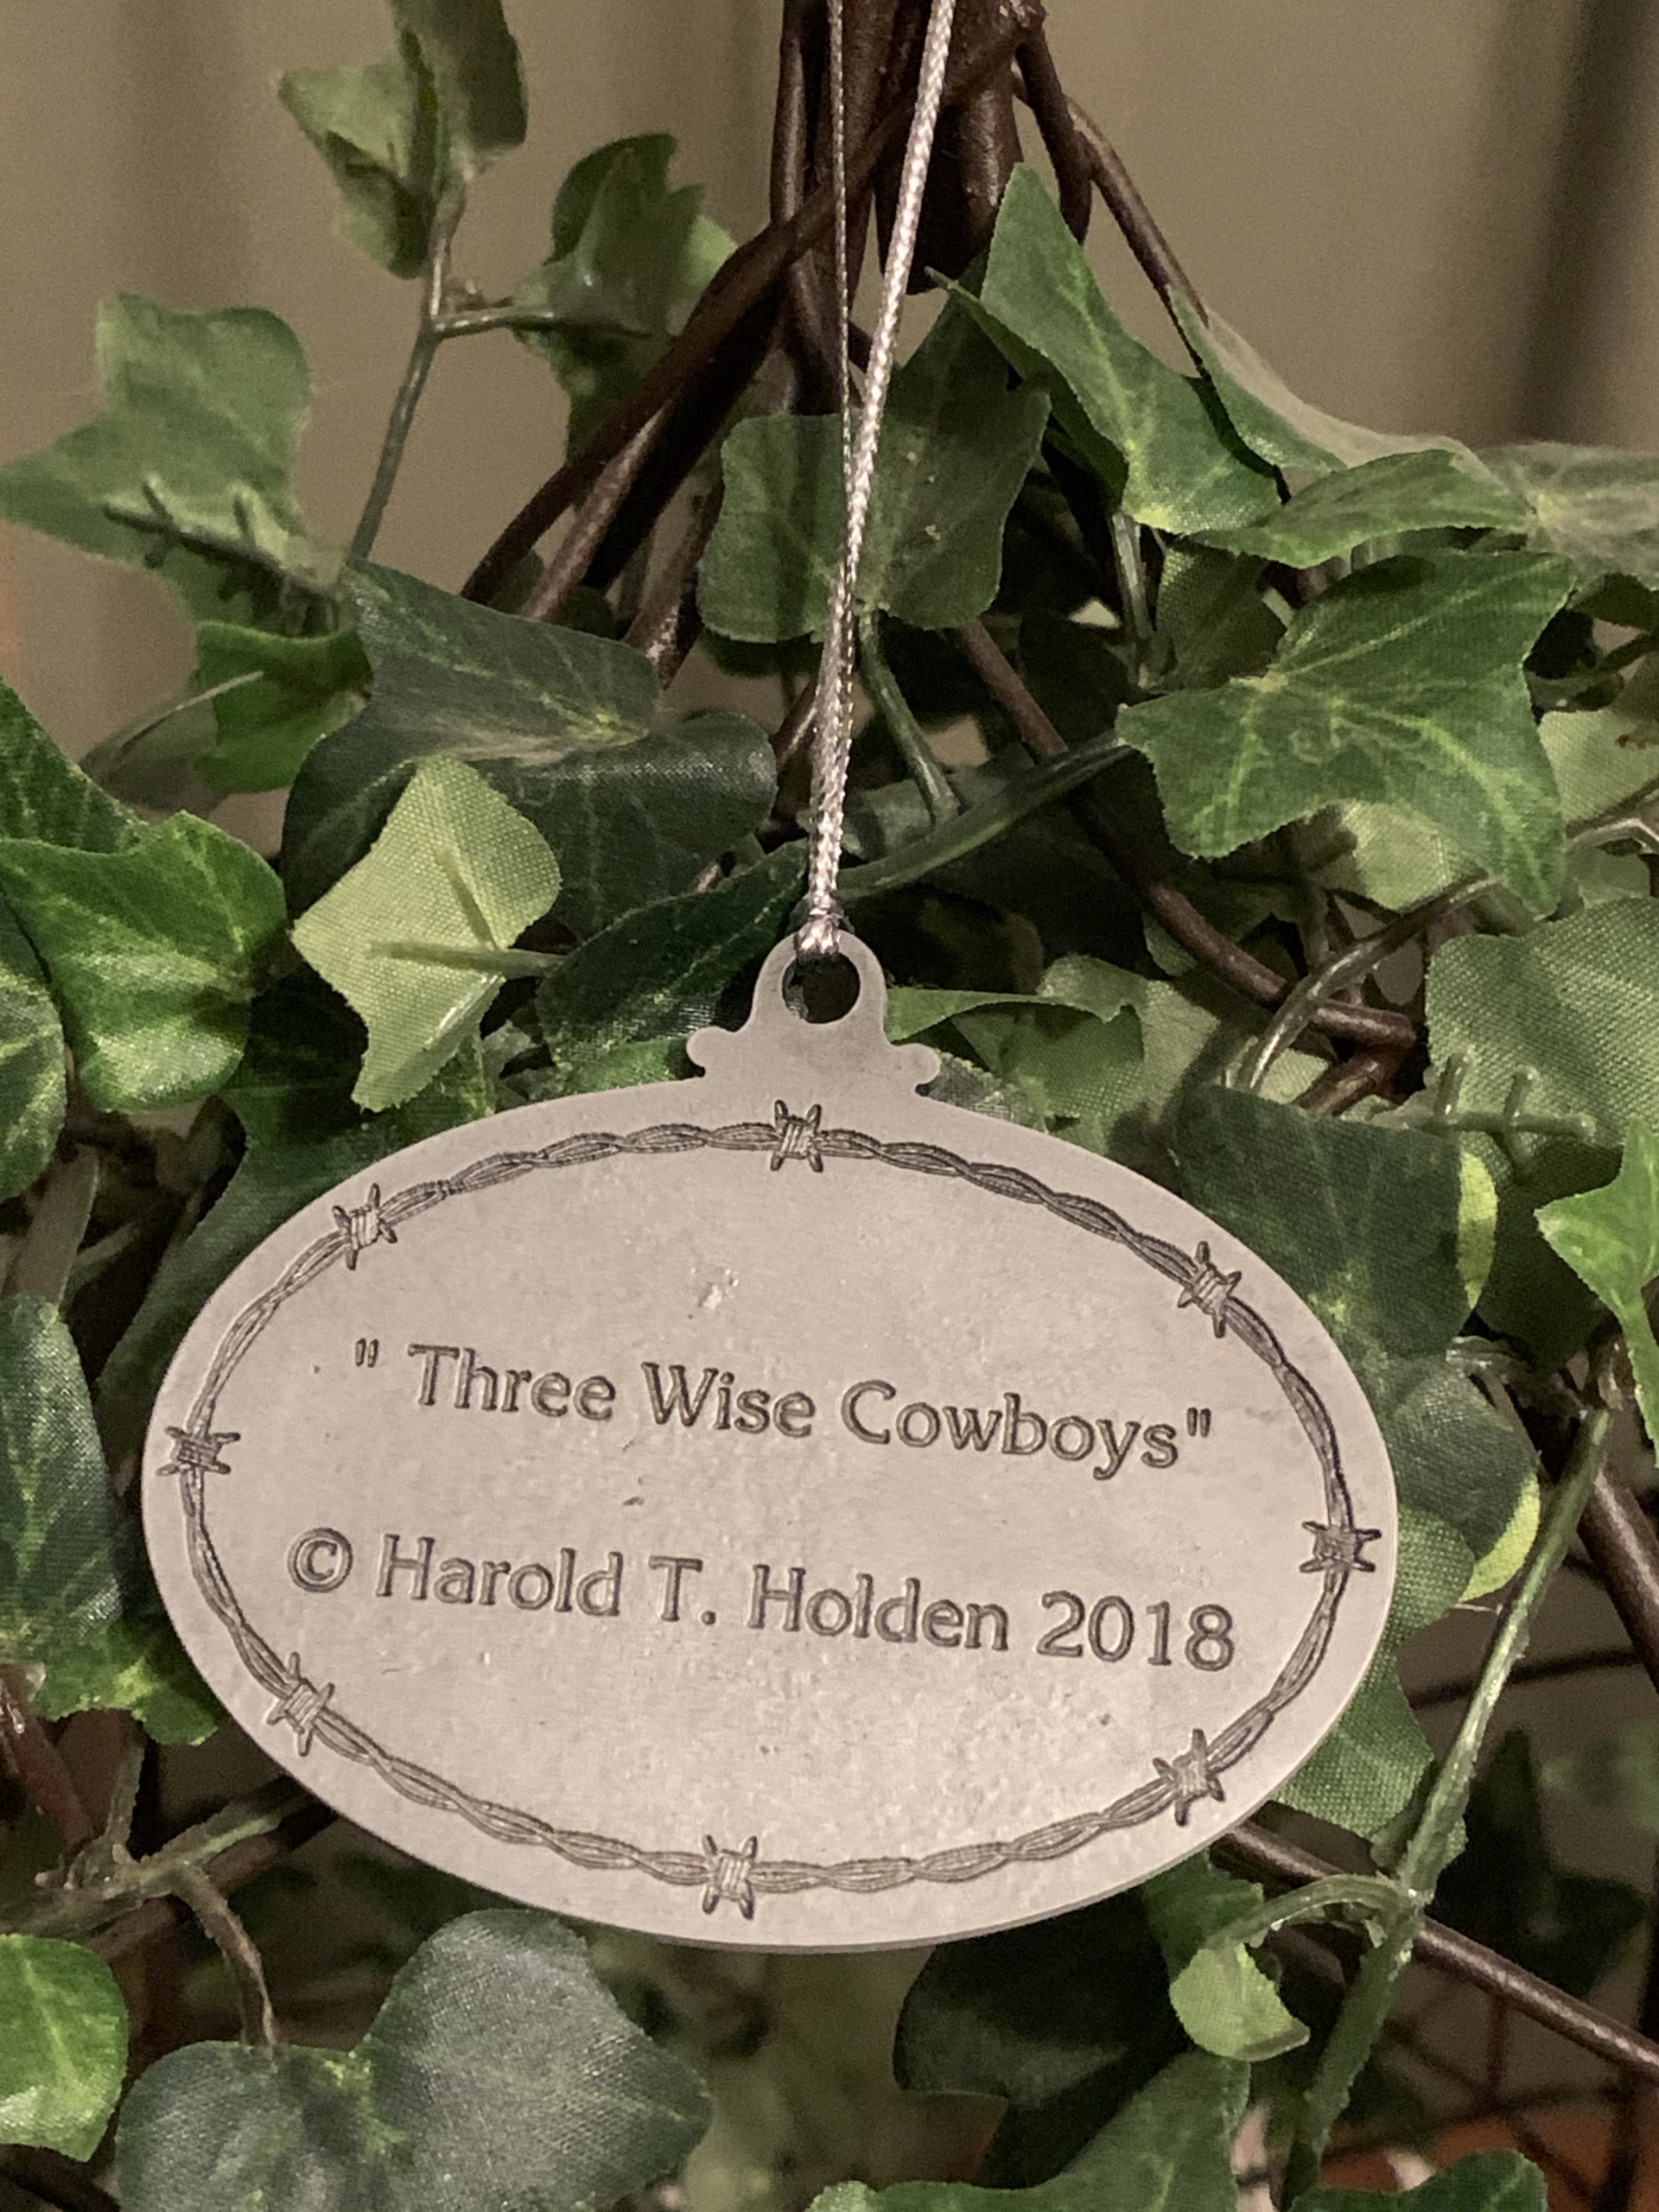 " Three Wise Cowboys"
© Harold T. Holden 2018